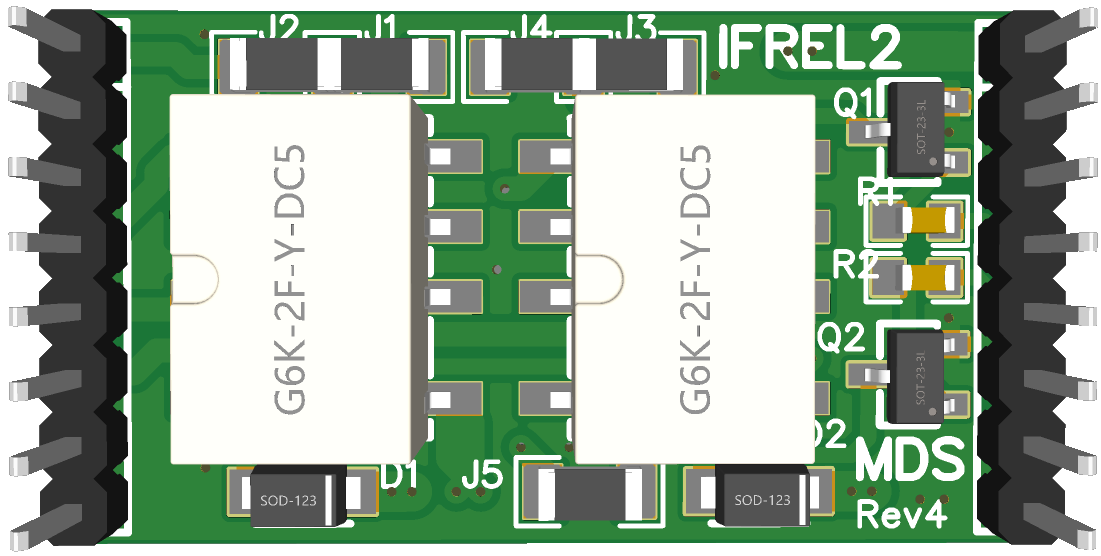 J2 J1 J4 J3
IFREL2
Q1
SOT-23-3L
G6K-2F-Y-DC5
G6K-2F-Y-DC5
R1
R2
Q2
SOT-23-3L
D2
MDS
D1
J5
SOD-123
SOD-123
Rev4